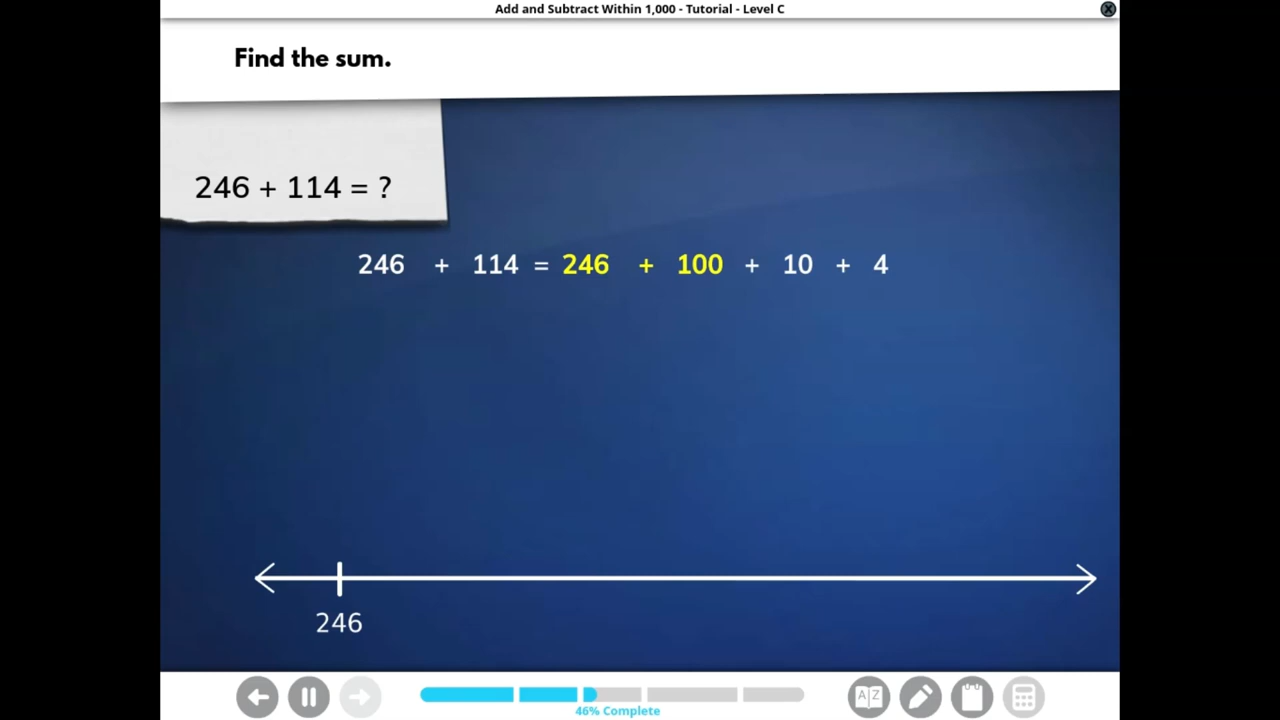 Add and Subtract Within 1,000 - Tutorial - Level C
Find the sum.
246 + 114 = ?
246 + 114 = 246 + 100 + 10 + 4
246
46% Complete
A Z